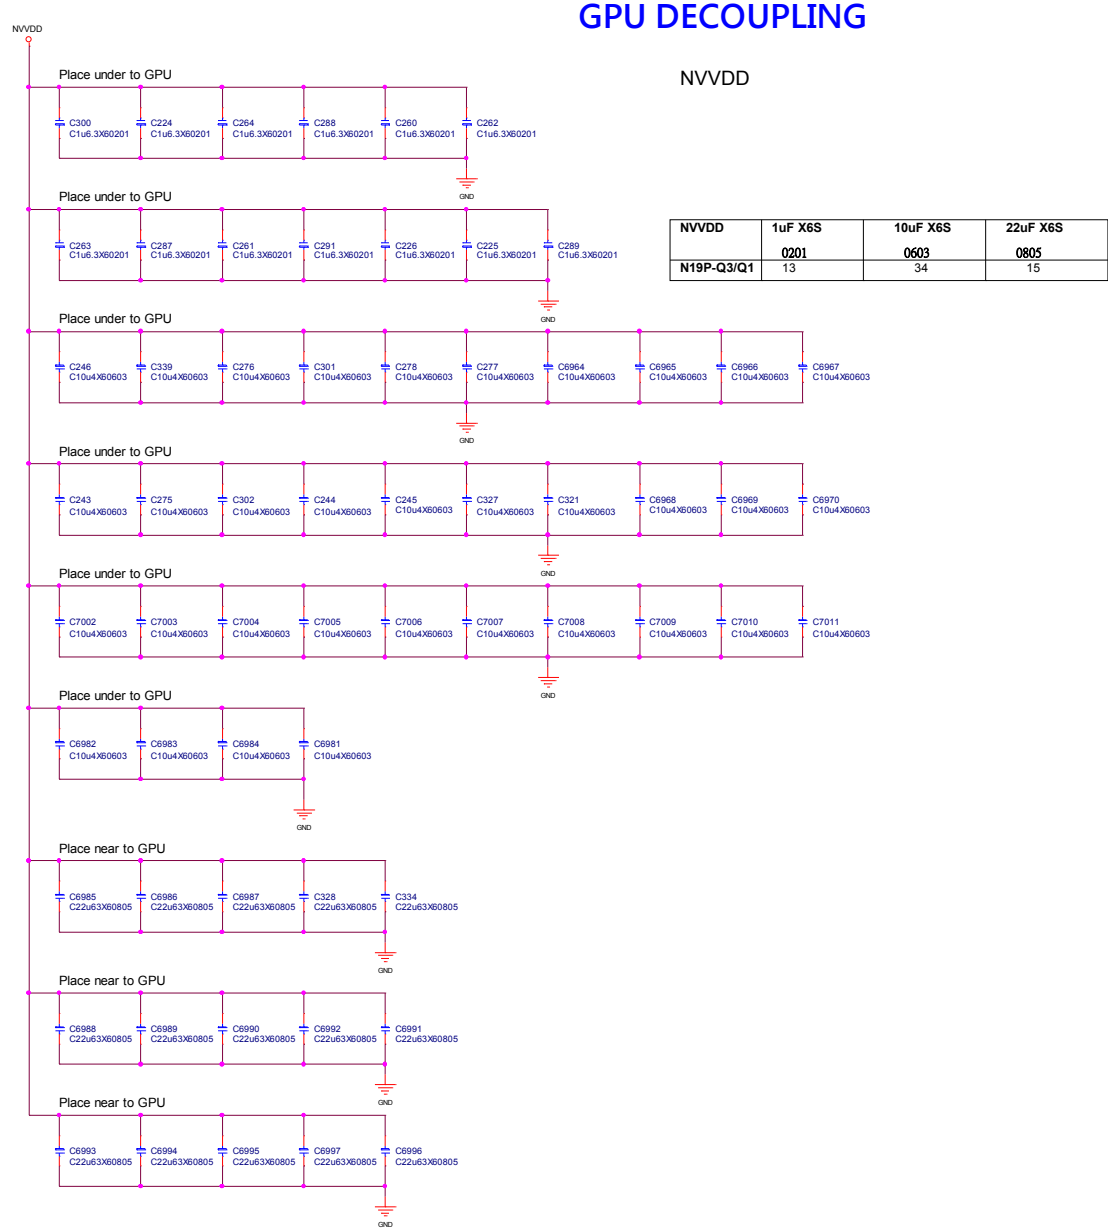 GPU DECOUPLING
NVVDD
NVVDD
Place under to GPU
C300 C224 C264 C288 C260 C262
C1u6.3X60201 C1u6.3X60201 C1u6.3X60201 C1u6.3X60201 C1u6.3X60201 C1u6.3X60201
GND
Place under to GPU
C263 C287 C261 C291 C226 C225 C289
C1u6.3X60201 C1u6.3X60201 C1u6.3X60201 C1u6.3X60201 C1u6.3X60201 C1u6.3X60201 C1u6.3X60201
GND
NVVDD 1uF X6S 10uF X6S 22uF X6S
0201 0603 0805
N19P-Q3/Q1 13 34 15
Place under to GPU
C246 C339 C276 C301 C278 C277 C6964 C6965 C6966 C6967
C10u4X60603 C10u4X60603 C10u4X60603 C10u4X60603 C10u4X60603 C10u4X60603 C10u4X60603 C10u4X60603 C10u4X60603 C10u4X60603
GND
Place under to GPU
C243 C275 C302 C244 C245 C327 C321 C6968 C6969 C6970
C10u4X60603 C10u4X60603 C10u4X60603 C10u4X60603 C10u4X60603 C10u4X60603 C10u4X60603 C10u4X60603 C10u4X60603 C10u4X60603
GND
Place under to GPU
C7002 C7003 C7004 C7005 C7006 C7007 C7008 C7009 C7010 C7011
C10u4X60603 C10u4X60603 C10u4X60603 C10u4X60603 C10u4X60603 C10u4X60603 C10u4X60603 C10u4X60603 C10u4X60603 C10u4X60603
GND
Place under to GPU
C6982 C6983 C6984 C6981
C10u4X60603 C10u4X60603 C10u4X60603 C10u4X60603
GND
Place near to GPU
C6985 C6986 C6987 C328 C334
C22u63X60805 C22u63X60805 C22u63X60805 C22u63X60805 C22u63X60805
GND
Place near to GPU
C6988 C6989 C6990 C6992 C6991
C22u63X60805 C22u63X60805 C22u63X60805 C22u63X60805 C22u63X60805
GND
Place near to GPU
C6993 C6994 C6995 C6997 C6996
C22u63X60805 C22u63X60805 C22u63X60805 C22u63X60805 C22u63X60805
GND